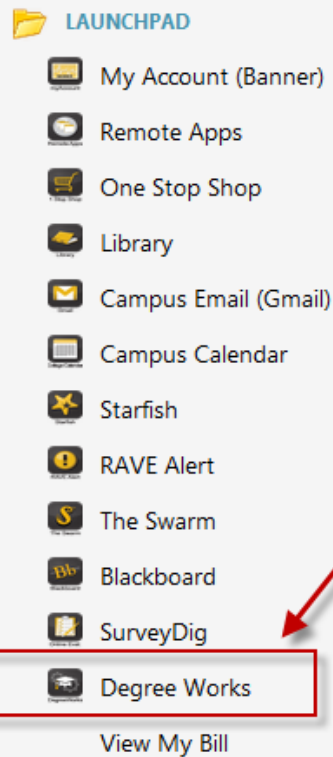 LAUNCHPAD
My Account (Banner)
Remote Apps
One Stop Shop
Library
Campus Email (Gmail)
Campus Calendar
Starfish
RAVE Alert
The Swarm
Bb
Blackboard
SurveyDig
Degree Works
View My Bill